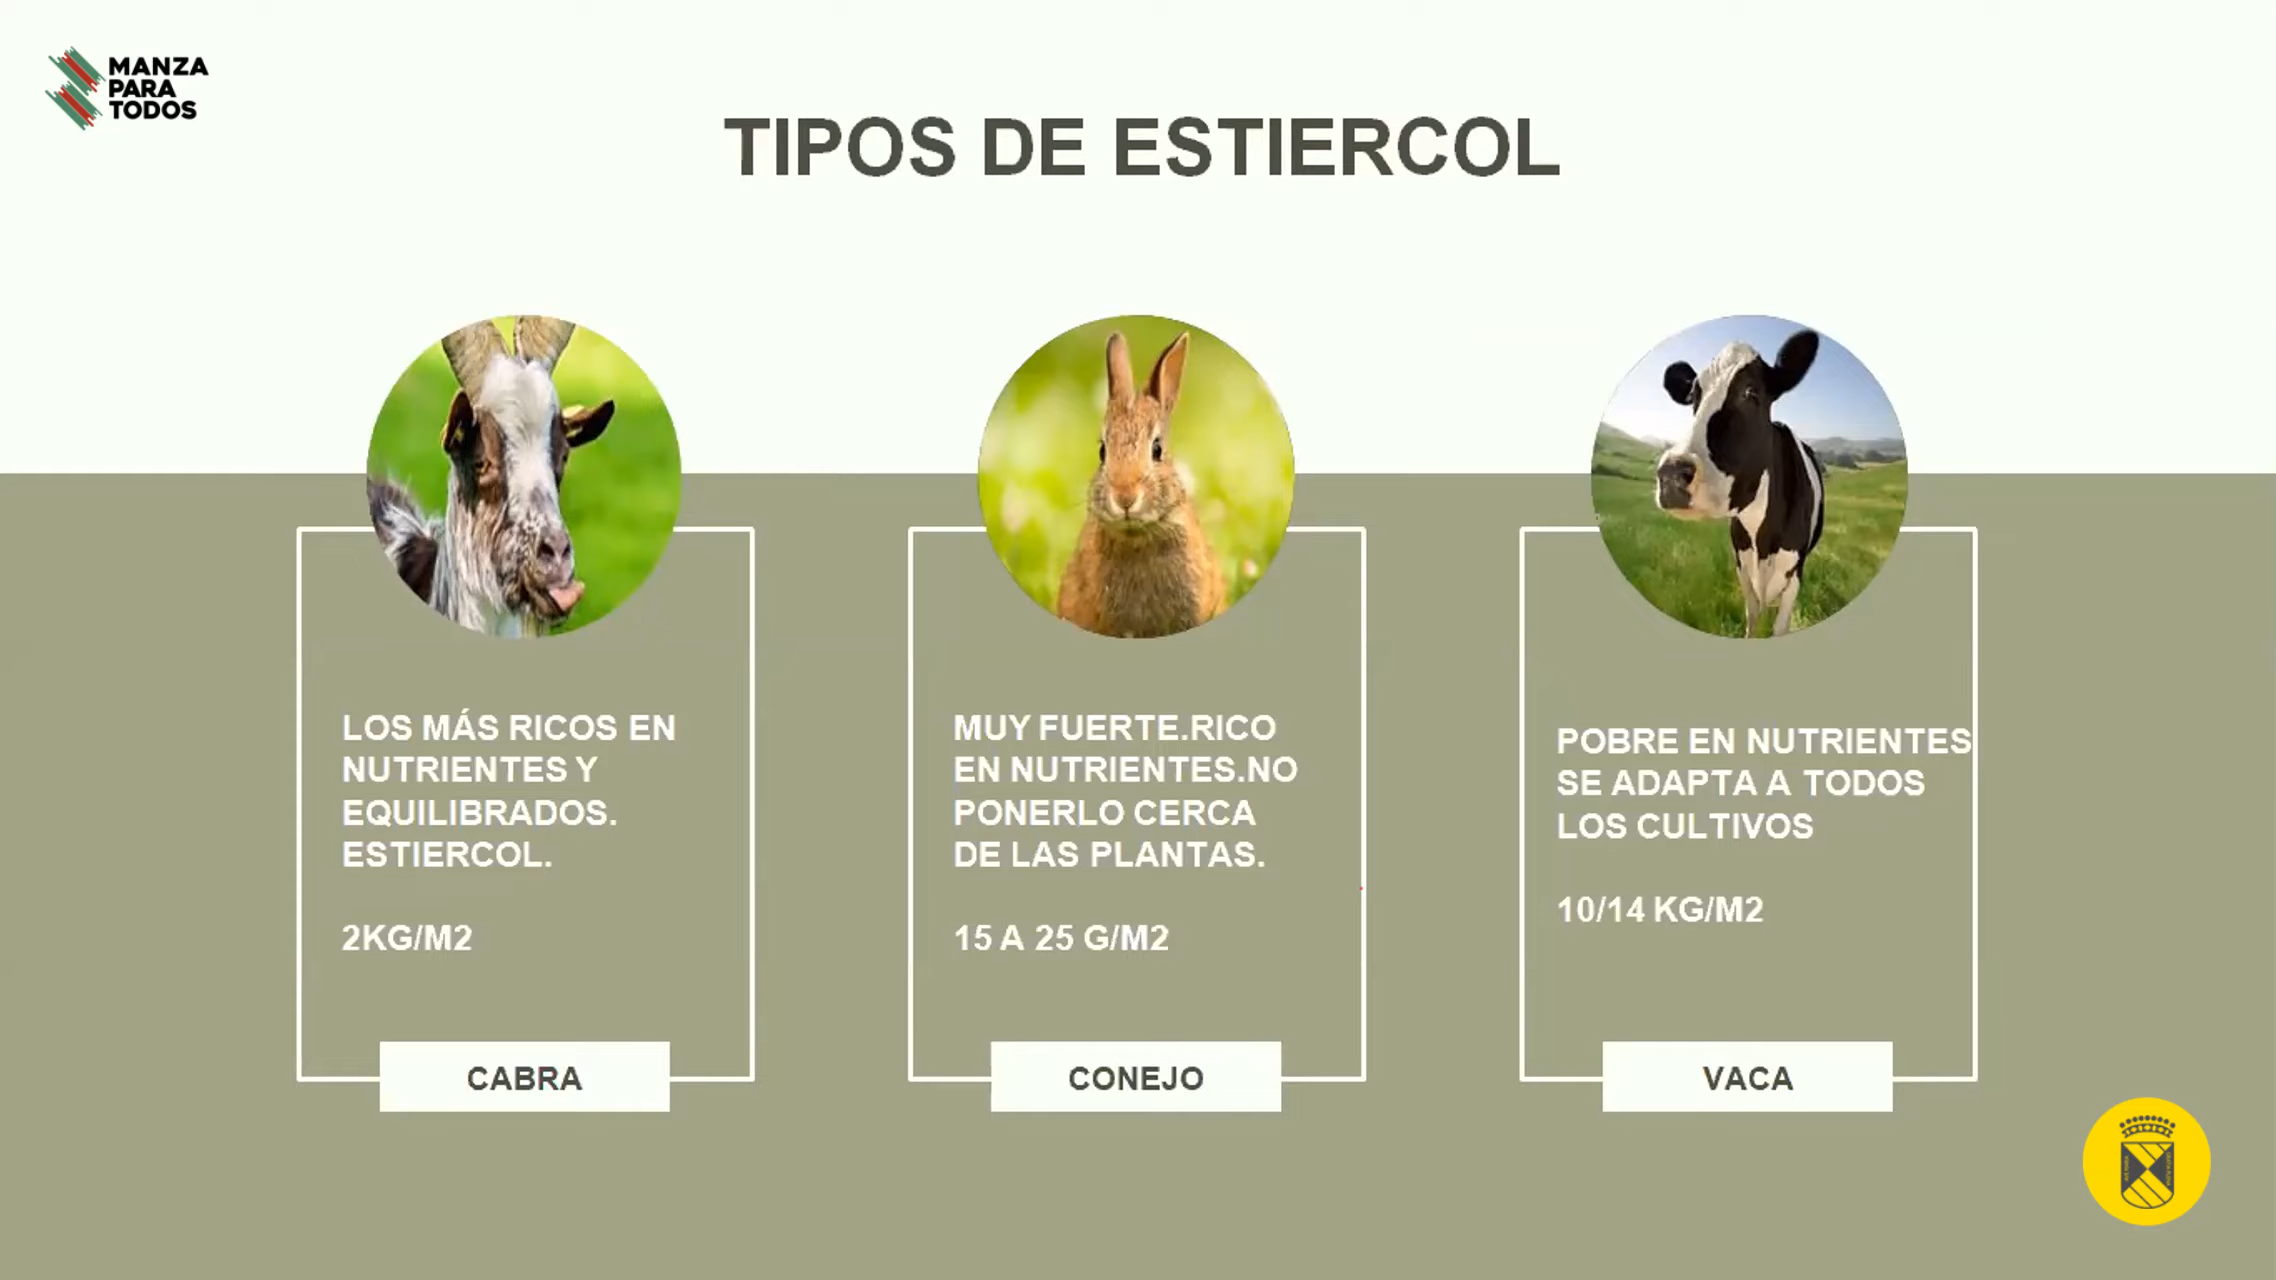 MANZA
PARA
TODOS
TIPOS DE ESTIERCOL
LOS MÁS RICOS EN
NUTRIENTES Y
EQUILIBRADOS.
ESTIERCOL.
2KG/M2
CABRA
MUY FUERTE.RICO
EN NUTRIENTES.NO
PONERLO CERCA
DE LAS PLANTAS.
15 A 25 G/M2
CONEJO
POBRE EN NUTRIENTES
SE ADAPTA A TODOS
LOS CULTIVOS
10/14 KG/M2
VACA